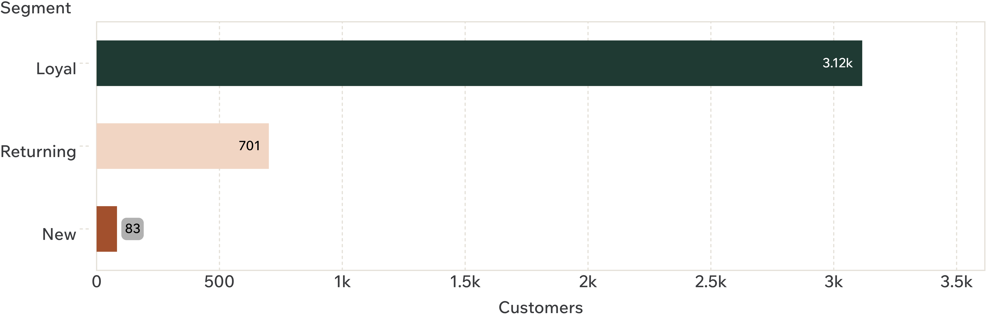 Segment
Loyal
3.12k
Returning
701
New
83
0 500 1k 1.5k 2k 2.5k 3k 3.5k
Customers